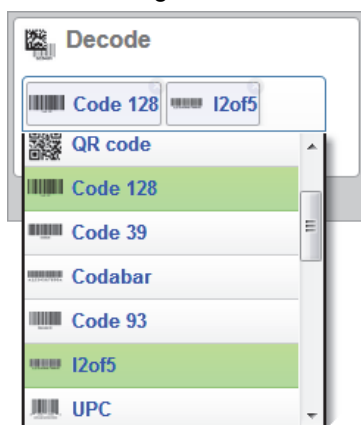 Decode
Code 128 I2of5
QR code
Code 128
Code 39
Codabar
Code 93
I2of5
UPC